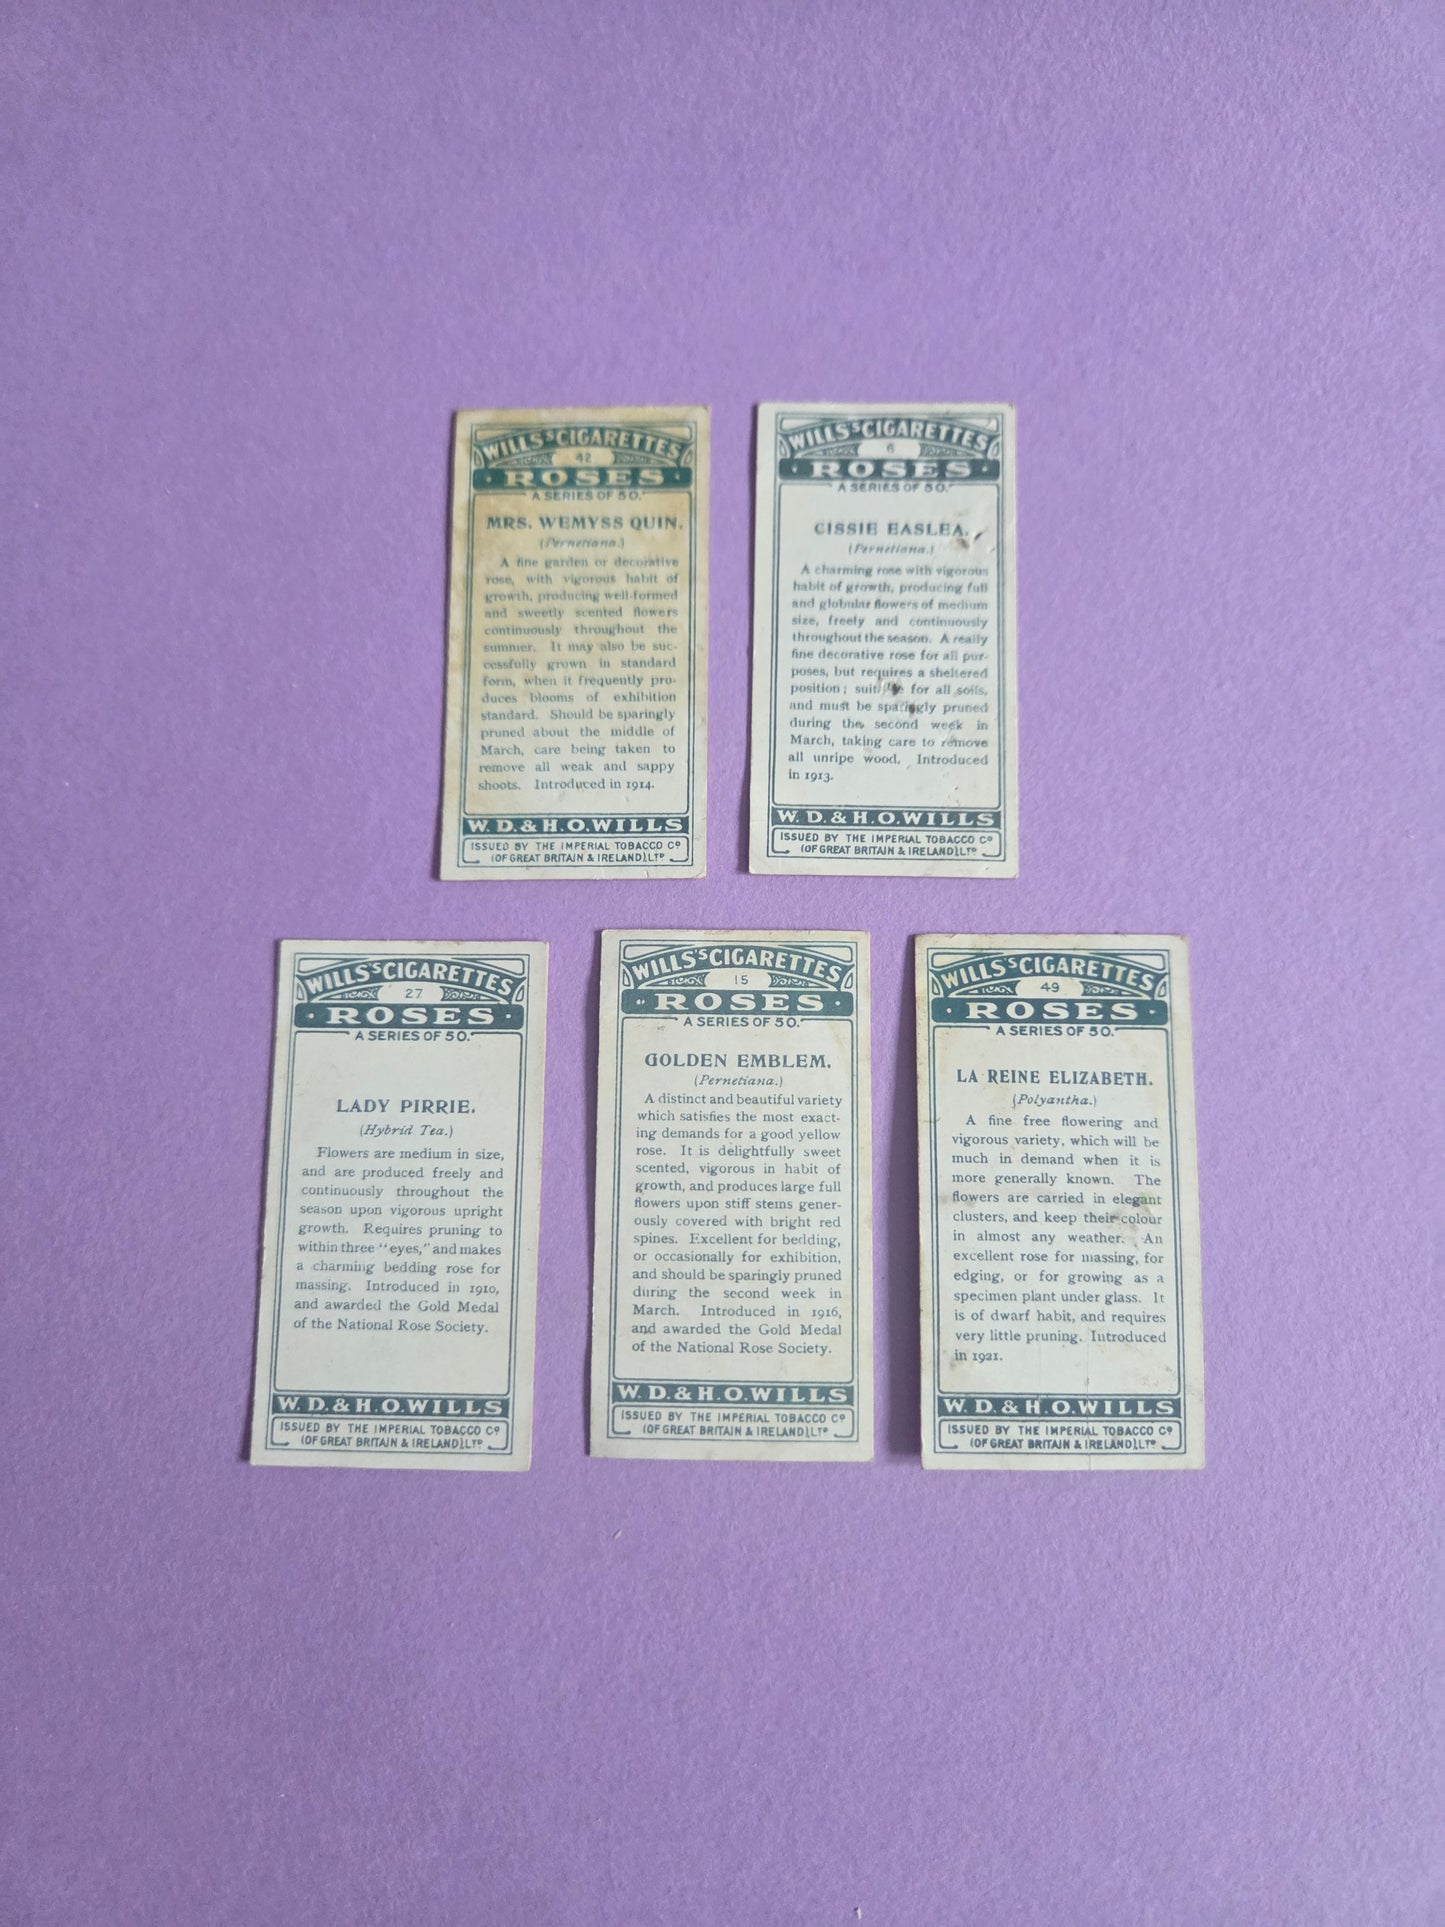 WILLS'S CIGARETTES
42
· ROSES ·
A SERIES OF 50.
MRS. WEMYSS QUIN.
(Pernetiana.)
A fine garden or decorative
rose, with vigorous habit of
growth, producing well-formed
and sweetly scented flowers
continuously throughout the
summer. It may also be suc-
cessfully grown in standard
form, when it frequently pro-
duces blooms of exhibition
standard. Should be sparingly
pruned about the middle of
March, care being taken to
remove all weak and sappy
shoots. Introduced in 1914.
W. D. & H. O. WILLS
ISSUED BY THE IMPERIAL TOBACCO Co
(OF GREAT BRITAIN & IRELAND), LTD
WILLS'S CIGARETTES
6
· ROSES ·
A SERIES OF 50.
CISSIE EASLEA.
(Pernetiana.)
A charming rose with vigorous
habit of growth, producing full
and globular flowers of medium
size, freely and continuously
throughout the season. A really
fine decorative rose for all pur-
poses, but requires a sheltered
position; for all soils,
and must be sparingly pruned
during the second week in
March, taking care to remove
all unripe wood. Introduced
in 1913.
W. D. & H. O. WILLS
ISSUED BY THE IMPERIAL TOBACCO Co
(OF GREAT BRITAIN & IRELAND), LTD
WILLS'S CIGARETTES
27
· ROSES ·
A SERIES OF 50.
LADY PIRRIE.
(Hybrid Tea.)
Flowers are medium in size,
and are produced freely and
continuously throughout the
season upon vigorous upright
growth. Requires pruning to
within three "eyes," and makes
a charming bedding rose for
massing. Introduced in 1910,
and awarded the Gold Medal
of the National Rose Society.
W. D. & H. O. WILLS
ISSUED BY THE IMPERIAL TOBACCO Co
(OF GREAT BRITAIN & IRELAND), LTD
WILLS'S CIGARETTES
15
· ROSES ·
A SERIES OF 50.
GOLDEN EMBLEM.
(Pernetiana.)
A distinct and beautiful variety
which satisfies the most exact-
ing demands for a good yellow
rose. It is delightfully sweet
scented, vigorous in habit of
growth, and produces large full
flowers upon stiff stems gener-
ously covered with bright red
spines. Excellent for bedding,
or occasionally for exhibition,
and should be sparingly pruned
during the second week in
March. Introduced in 1916,
and awarded the Gold Medal
of the National Rose Society.
W. D. & H. O. WILLS
ISSUED BY THE IMPERIAL TOBACCO Co
(OF GREAT BRITAIN & IRELAND), LTD
WILLS'S CIGARETTES
49
· ROSES ·
A SERIES OF 50.
LA REINE ELIZABETH.
(Polyantha.)
A fine free flowering and
vigorous variety, which will be
much in demand when it is
more generally known. The
flowers are carried in elegant
clusters, and keep their colour
in almost any weather. An
excellent rose for massing, for
edging, or for growing as a
specimen plant under glass. It
is of dwarf habit, and requires
very little pruning. Introduced
in 1921.
W. D. & H. O. WILLS
ISSUED BY THE IMPERIAL TOBACCO Co
(OF GREAT BRITAIN & IRELAND), LTD